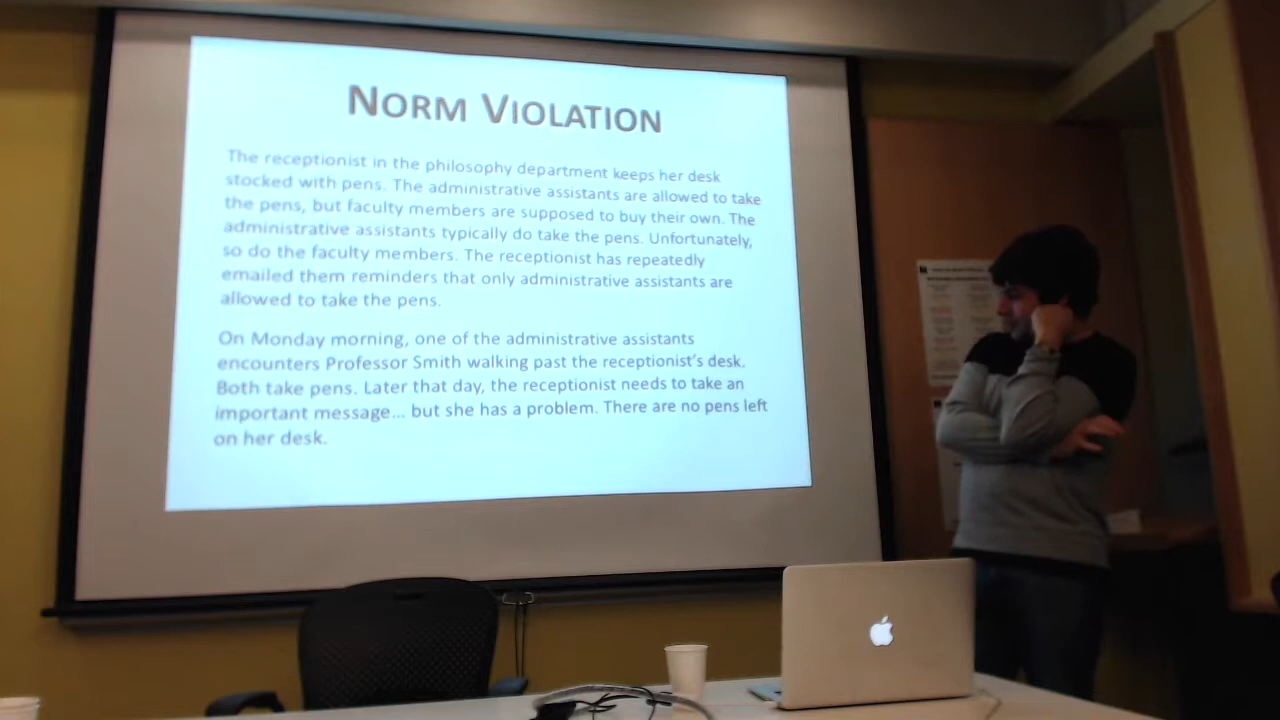 NORM VIOLATION
The receptionist in the philosophy department keeps her desk
stocked with pens. The administrative assistants are allowed to take
the pens, but faculty members are supposed to buy their own. The
administrative assistants typically do take the pens. Unfortunately,
so do the faculty members. The receptionist has repeatedly
emailed them reminders that only administrative assistants are
allowed to take the pens.
On Monday morning, one of the administrative assistants
encounters Professor Smith walking past the receptionist's desk.
Both take pens. Later that day, the receptionist needs to take an
important message... but she has a problem. There are no pens left
on her desk.